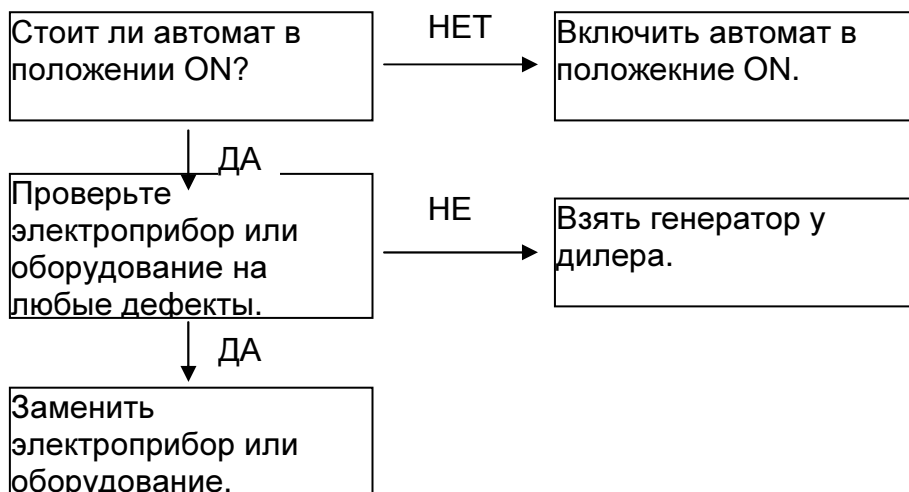 Стоит ли автомат в
положении ON?
НЕТ
Включить автомат в
положекние ON.
ДА
Проверьте
электроприбор или
оборудование на
любые дефекты.
НЕ
Взять генератор у
дилера.
ДА
Заменить
электроприбор или
оборудование.